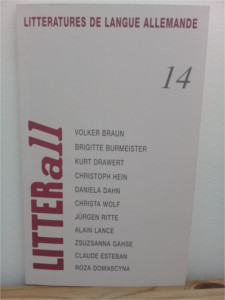 LITTERATURES DE LANGUE ALLEMANDE
14
LITTERall
VOLKER BRAUN
BRIGITTE BURMEISTER
KURT DRAWERT
CHRISTOPH HEIN
DANIELA DAHN
CHRISTA WOLF
JÜRGEN RITTE
ALAIN LANCE
ZSUZSANNA GAHSE
CLAUDE ESTEBAN
ROZA DOMASCYNA